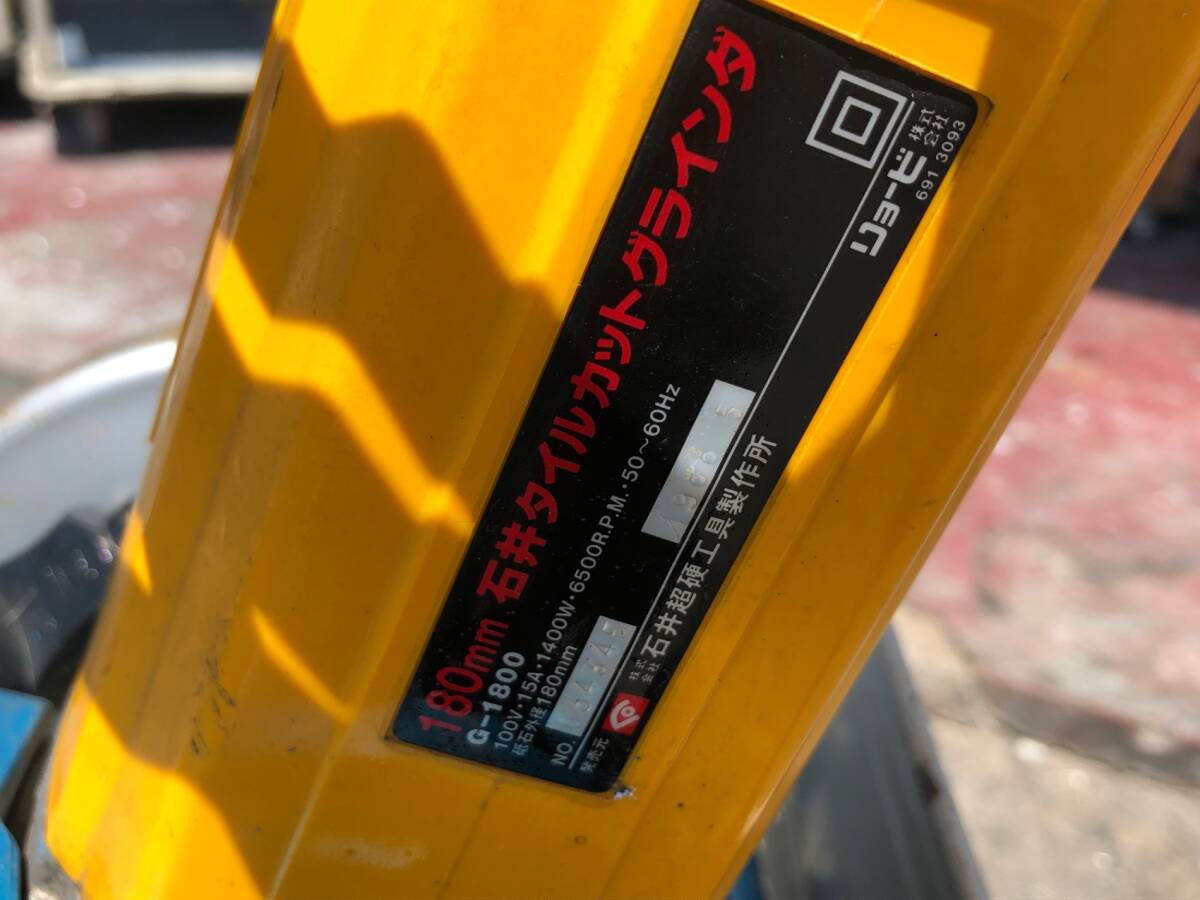 180mm 石井タイルカットグラインダ
G-1800
100V・15A・1400W・6500R.P.M.・50～60Hz
砥石外径180mm
NO.
発売元 株式会社 石井超硬工具製作所
リョービ 株式会社
691 3093